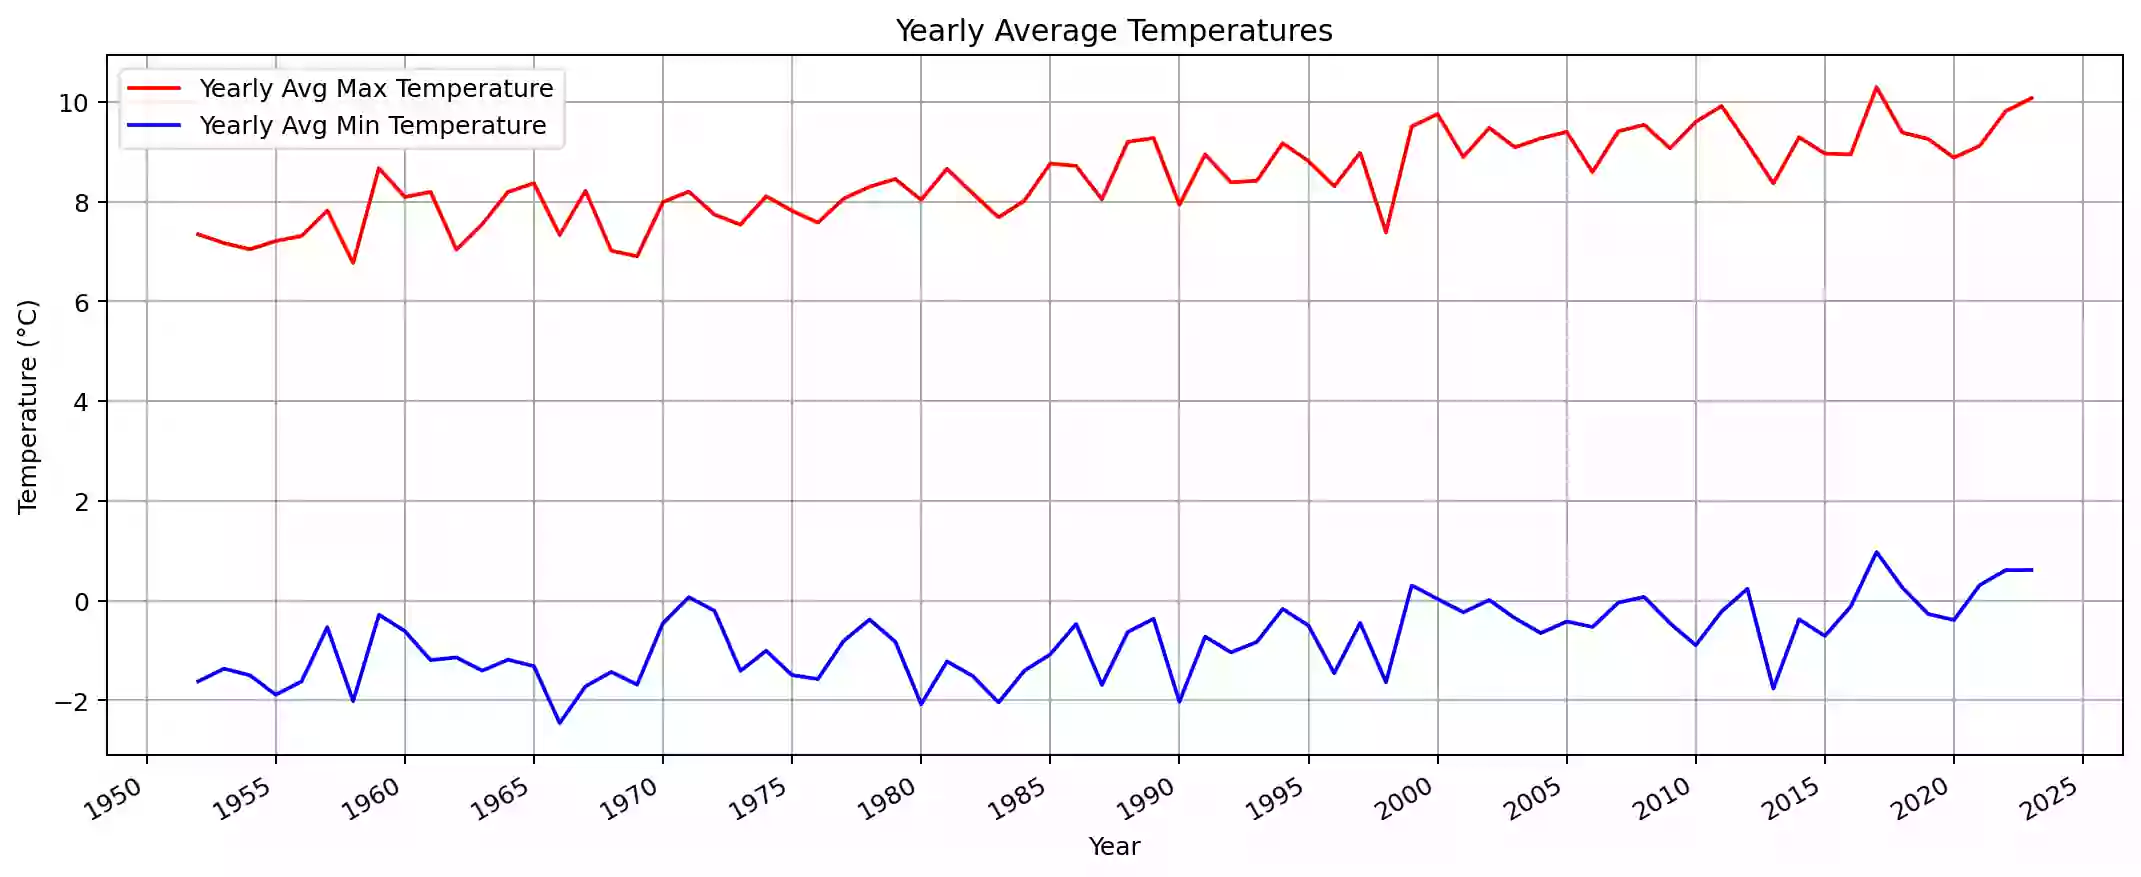 Yearly Average Temperatures
Yearly Avg Max Temperature
Yearly Avg Min Temperature
10
8
6
4
2
0
−2
Temperature (°C)
1950 1955 1960 1965 1970 1975 1980 1985 1990 1995 2000 2005 2010 2015 2020 2025
Year